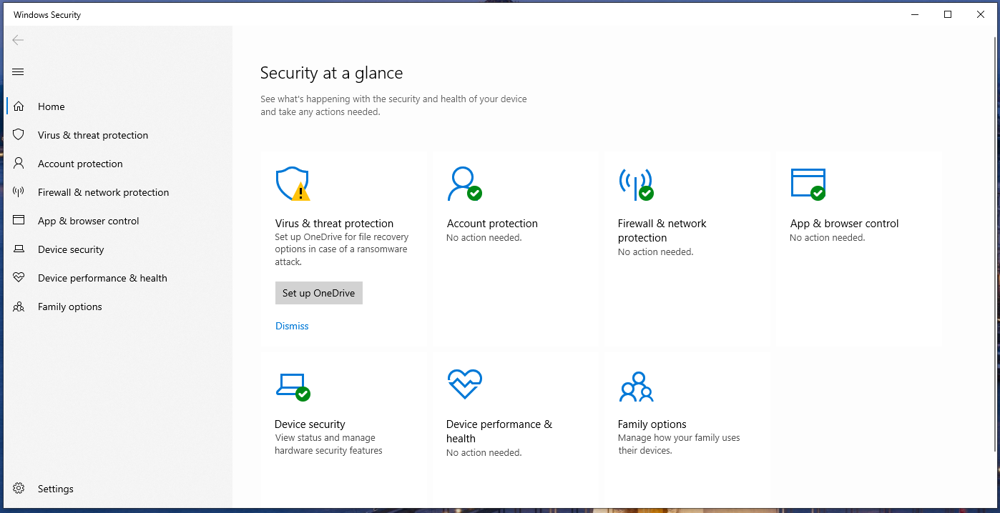 Windows Security
Home
Virus & threat protection
Account protection
Firewall & network protection
App & browser control
Device security
Device performance & health
Family options
Settings
Security at a glance
See what's happening with the security and health of your device
and take any actions needed.
Virus & threat protection
Set up OneDrive for file recovery
options in case of a ransomware
attack.
Set up OneDrive
Dismiss
Account protection
No action needed.
Firewall & network
protection
No action needed.
App & browser control
No action needed.
Device security
View status and manage
hardware security features
Device performance &
health
No action needed.
Family options
Manage how your family uses
their devices.